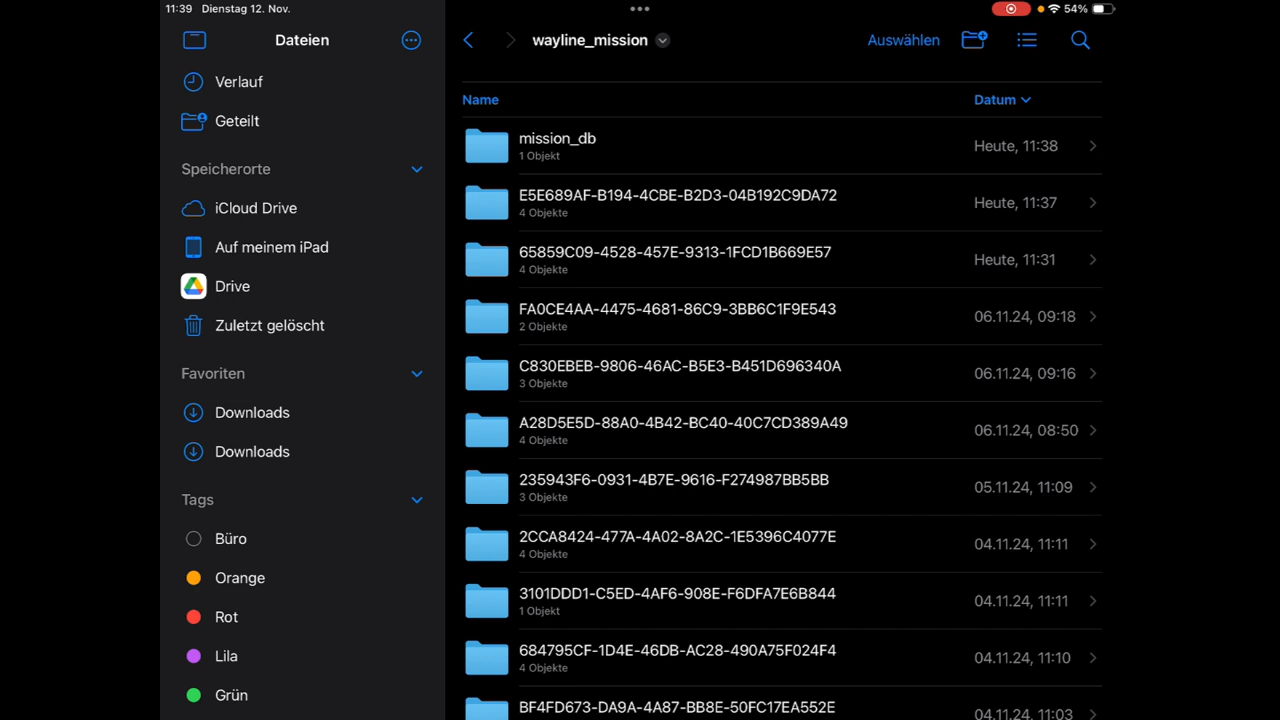 11:39 Dienstag 12. Nov.
54%
Dateien
Verlauf
Geteilt
Speicherorte
iCloud Drive
Auf meinem iPad
Drive
Zuletzt gelöscht
Favoriten
Downloads
Downloads
Tags
Büro
Orange
Rot
Lila
Grün
wayline_mission
Auswählen
Name Datum
mission_db
1 Objekt
Heute, 11:38
E5E689AF-B194-4CBE-B2D3-04B192C9DA72
4 Objekte
Heute, 11:37
65859C09-4528-457E-9313-1FCD1B669E57
4 Objekte
Heute, 11:31
FA0CE4AA-4475-4681-86C9-3BB6C1F9E543
2 Objekte
06.11.24, 09:18
C830EBEB-9806-46AC-B5E3-B451D696340A
3 Objekte
06.11.24, 09:16
A28D5E5D-88A0-4B42-BC40-40C7CD389A49
4 Objekte
06.11.24, 08:50
235943F6-0931-4B7E-9616-F274987BB5BB
3 Objekte
05.11.24, 11:09
2CCA8424-477A-4A02-8A2C-1E5396C4077E
4 Objekte
04.11.24, 11:11
3101DDD1-C5ED-4AF6-908E-F6DFA7E6B844
1 Objekt
04.11.24, 11:11
684795CF-1D4E-46DB-AC28-490A75F024F4
4 Objekte
04.11.24, 11:10
BF4FD673-DA9A-4A87-BB8E-50FC17EA552E
04.11.24, 11:03